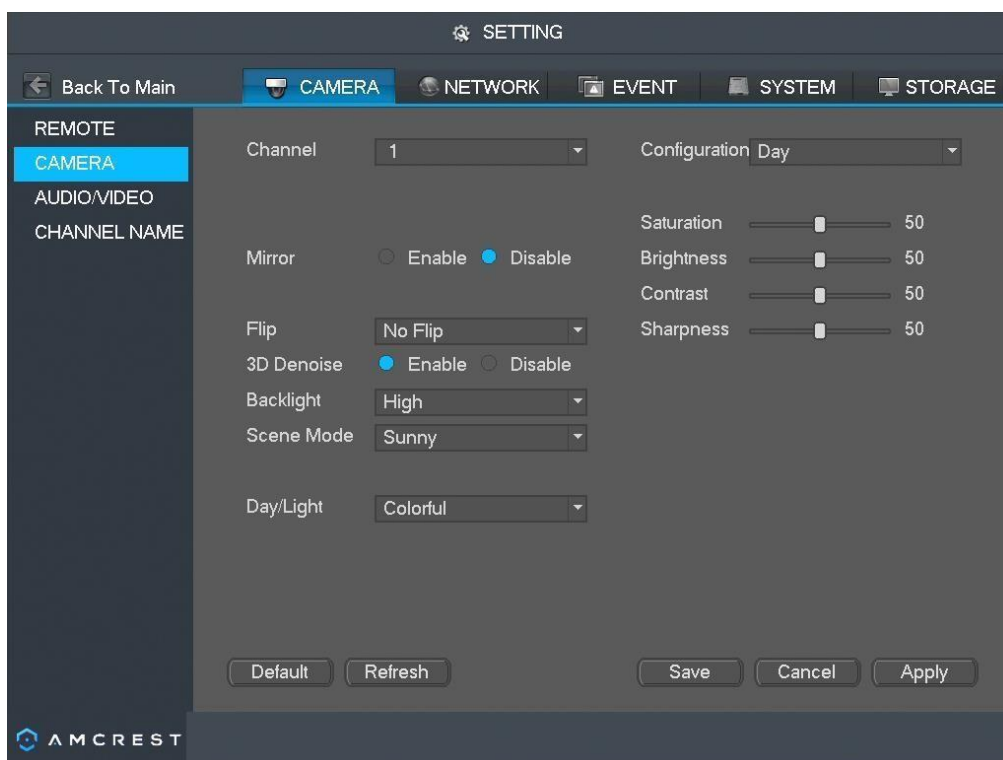 SETTING
Back To Main
CAMERA NETWORK EVENT SYSTEM STORAGE
REMOTE
CAMERA
AUDIO/VIDEO
CHANNEL NAME
Channel 1 Configuration Day
Saturation 50
Mirror Enable Disable Brightness 50
Contrast 50
Flip No Flip Sharpness 50
3D Denoise Enable Disable
Backlight High
Scene Mode Sunny
Day/Light Colorful
Default Refresh Save Cancel Apply
AMCREST